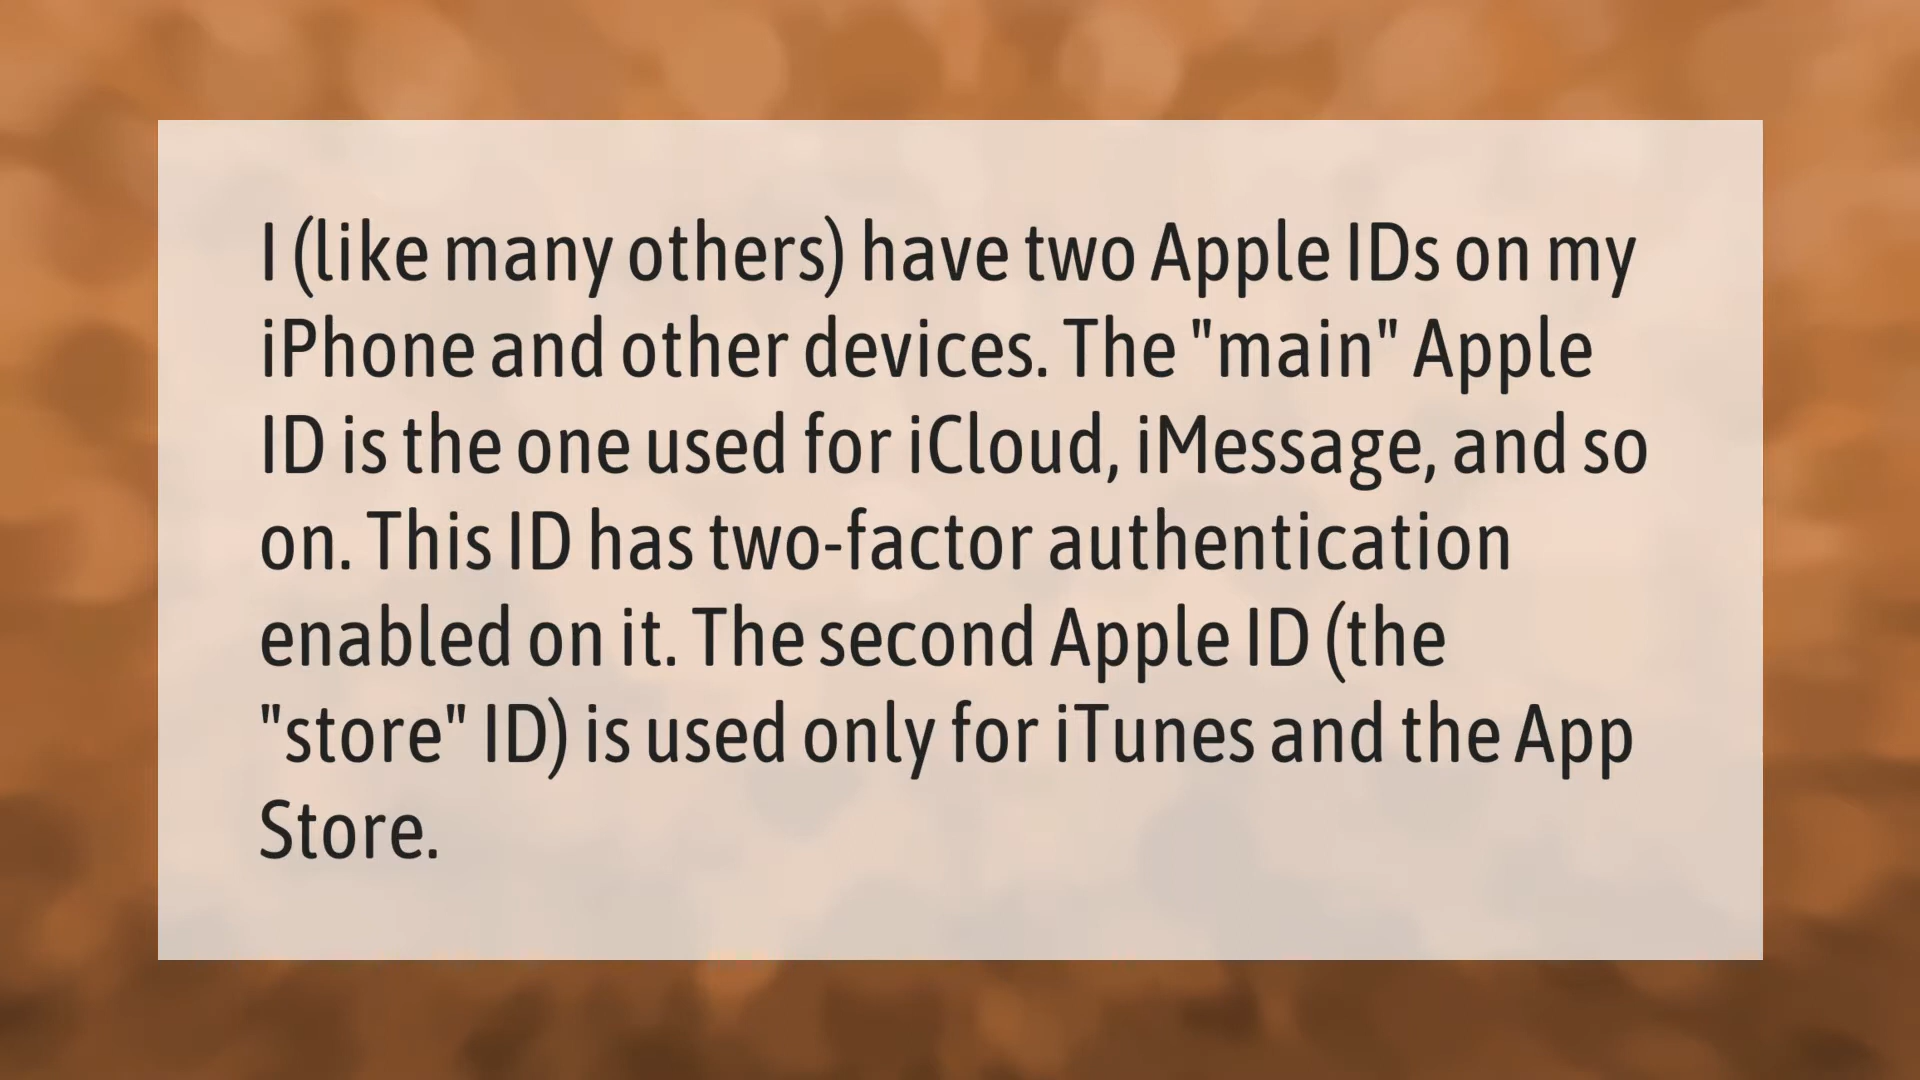 I (like many others) have two Apple IDs on my
iPhone and other devices. The "main" Apple
ID is the one used for iCloud, iMessage, and so
on. This ID has two-factor authentication
enabled on it. The second Apple ID (the
"store" ID) is used only for iTunes and the App
Store.